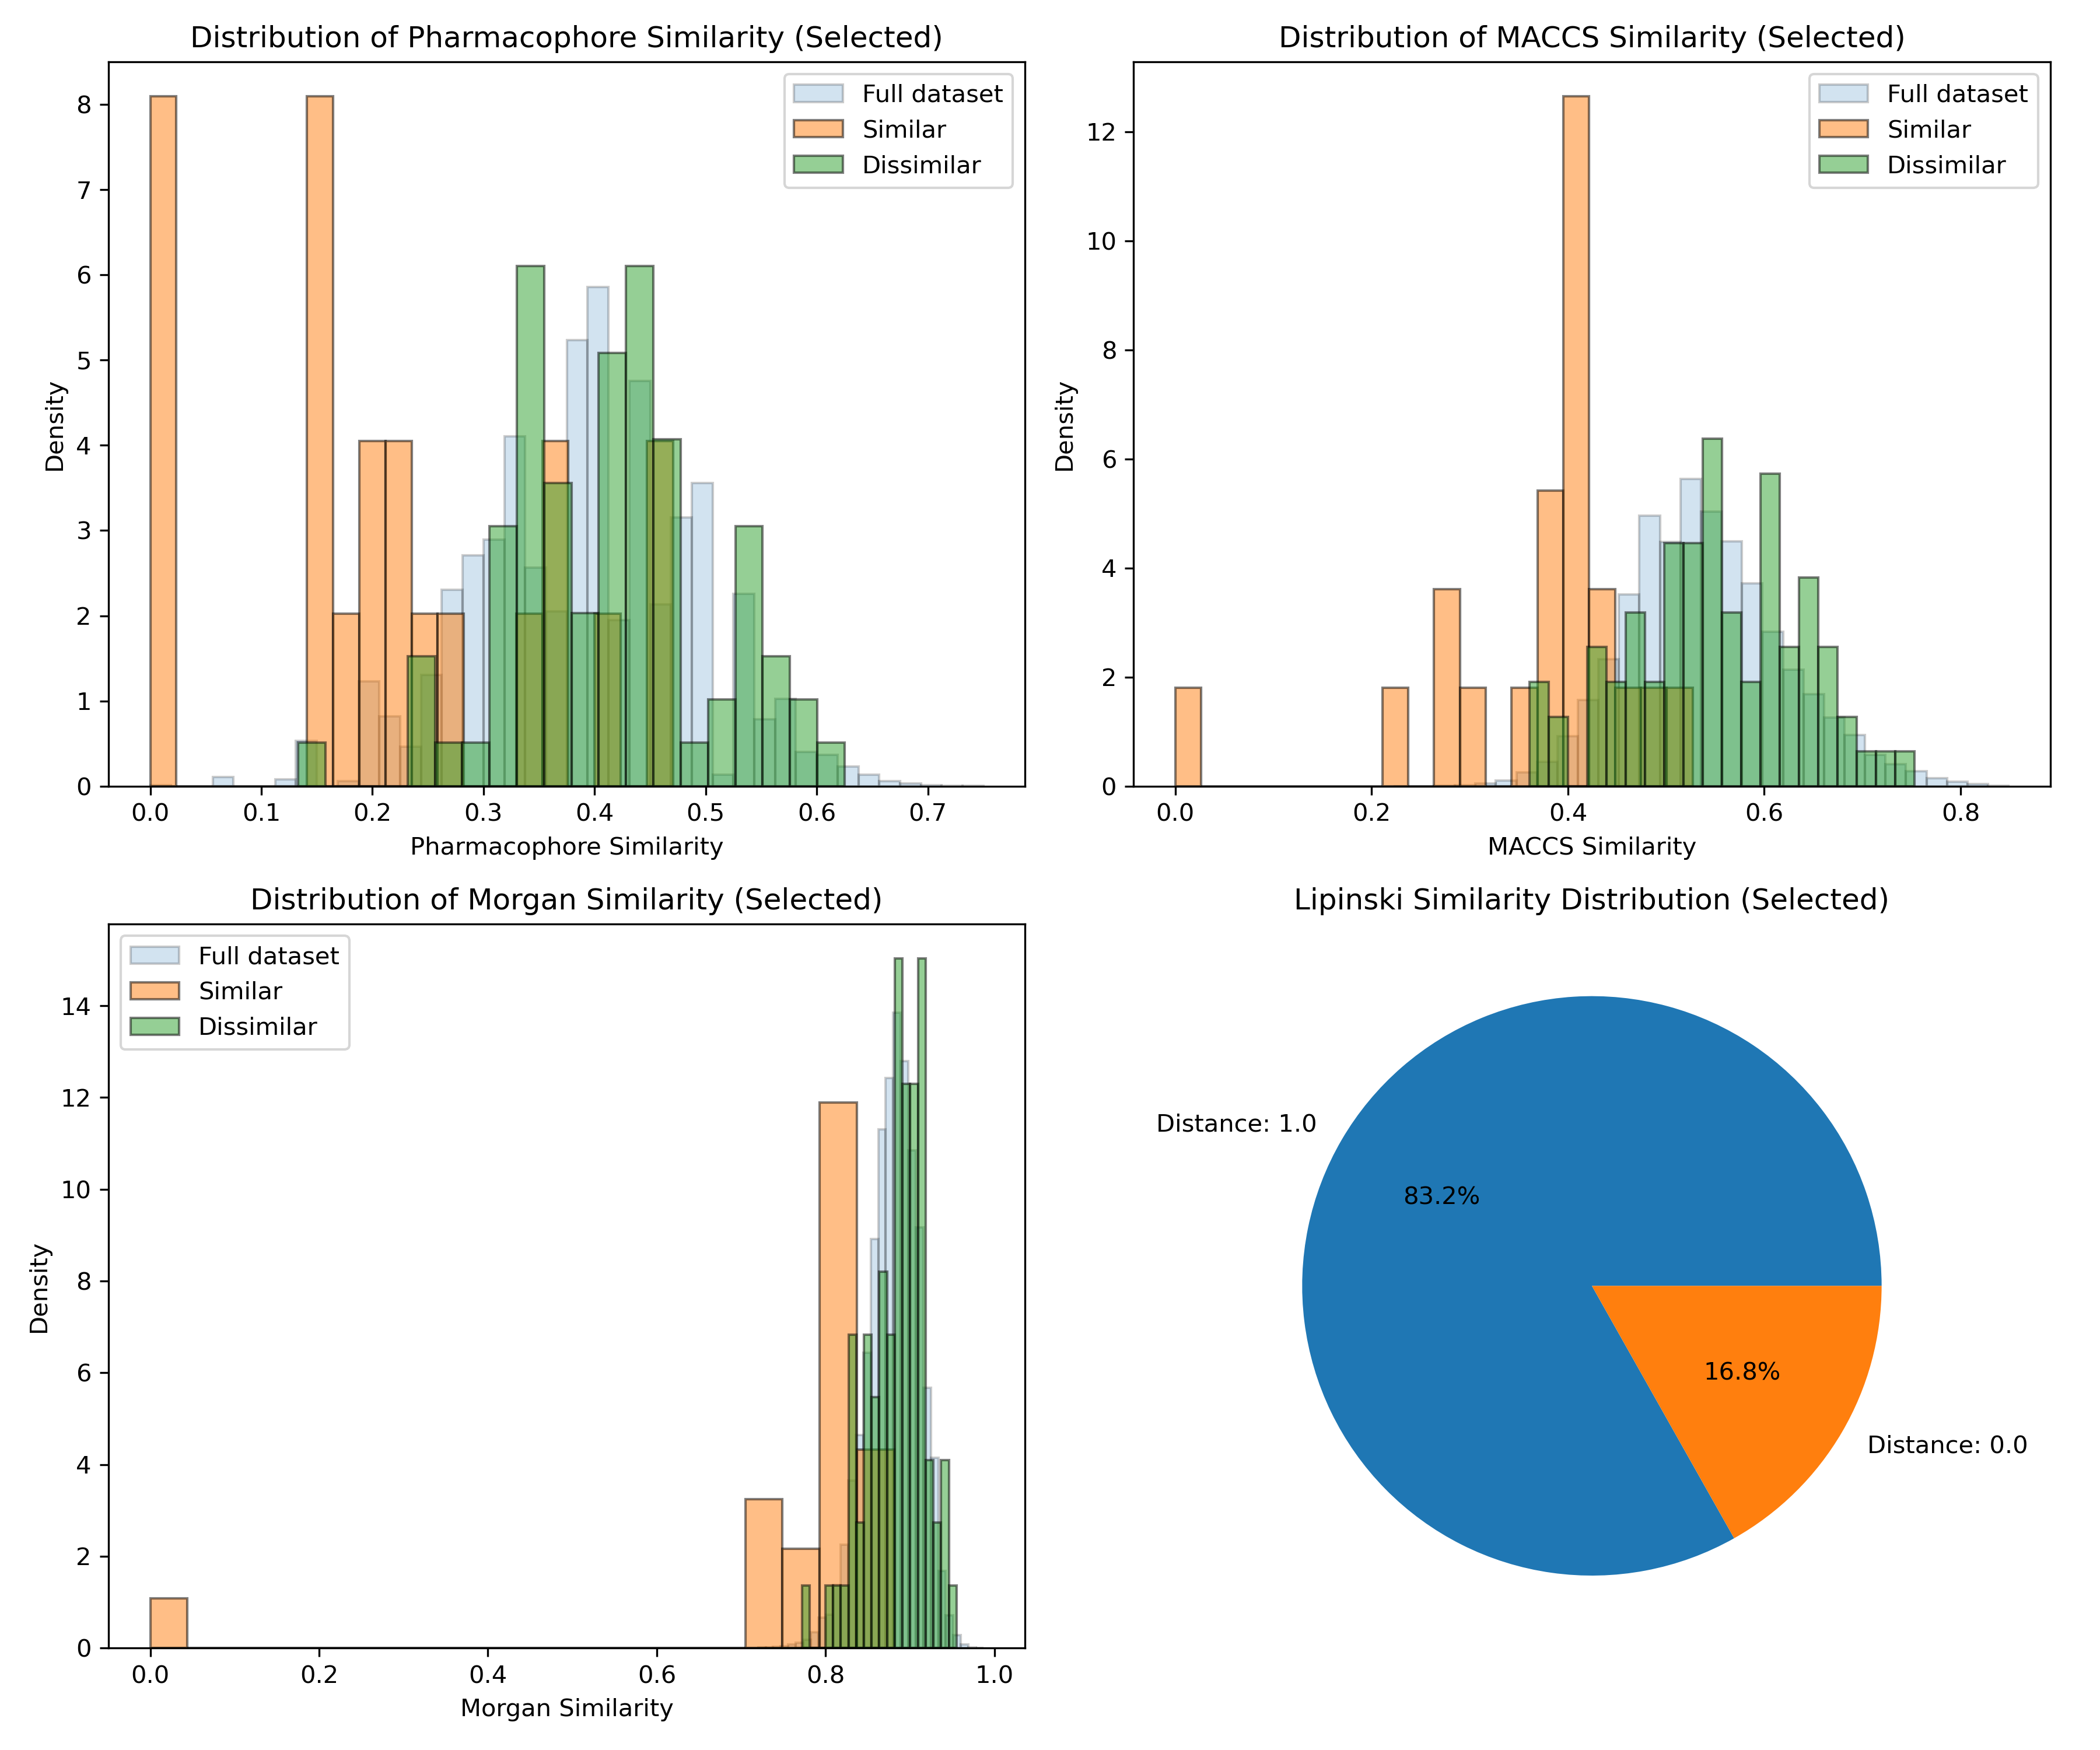 Distribution of Pharmacophore Similarity (Selected)
Full dataset
Similar
Dissimilar
8
7
6
5
4
3
2
1
0
Density
0.0 0.1 0.2 0.3 0.4 0.5 0.6 0.7
Pharmacophore Similarity
Distribution of MACCS Similarity (Selected)
Full dataset
Similar
Dissimilar
12
10
8
6
4
2
0
Density
0.0 0.2 0.4 0.6 0.8
MACCS Similarity
Distribution of Morgan Similarity (Selected)
Full dataset
Similar
Dissimilar
14
12
10
8
6
4
2
0
Density
0.0 0.2 0.4 0.6 0.8 1.0
Morgan Similarity
Lipinski Similarity Distribution (Selected)
Distance: 1.0
83.2%
16.8%
Distance: 0.0